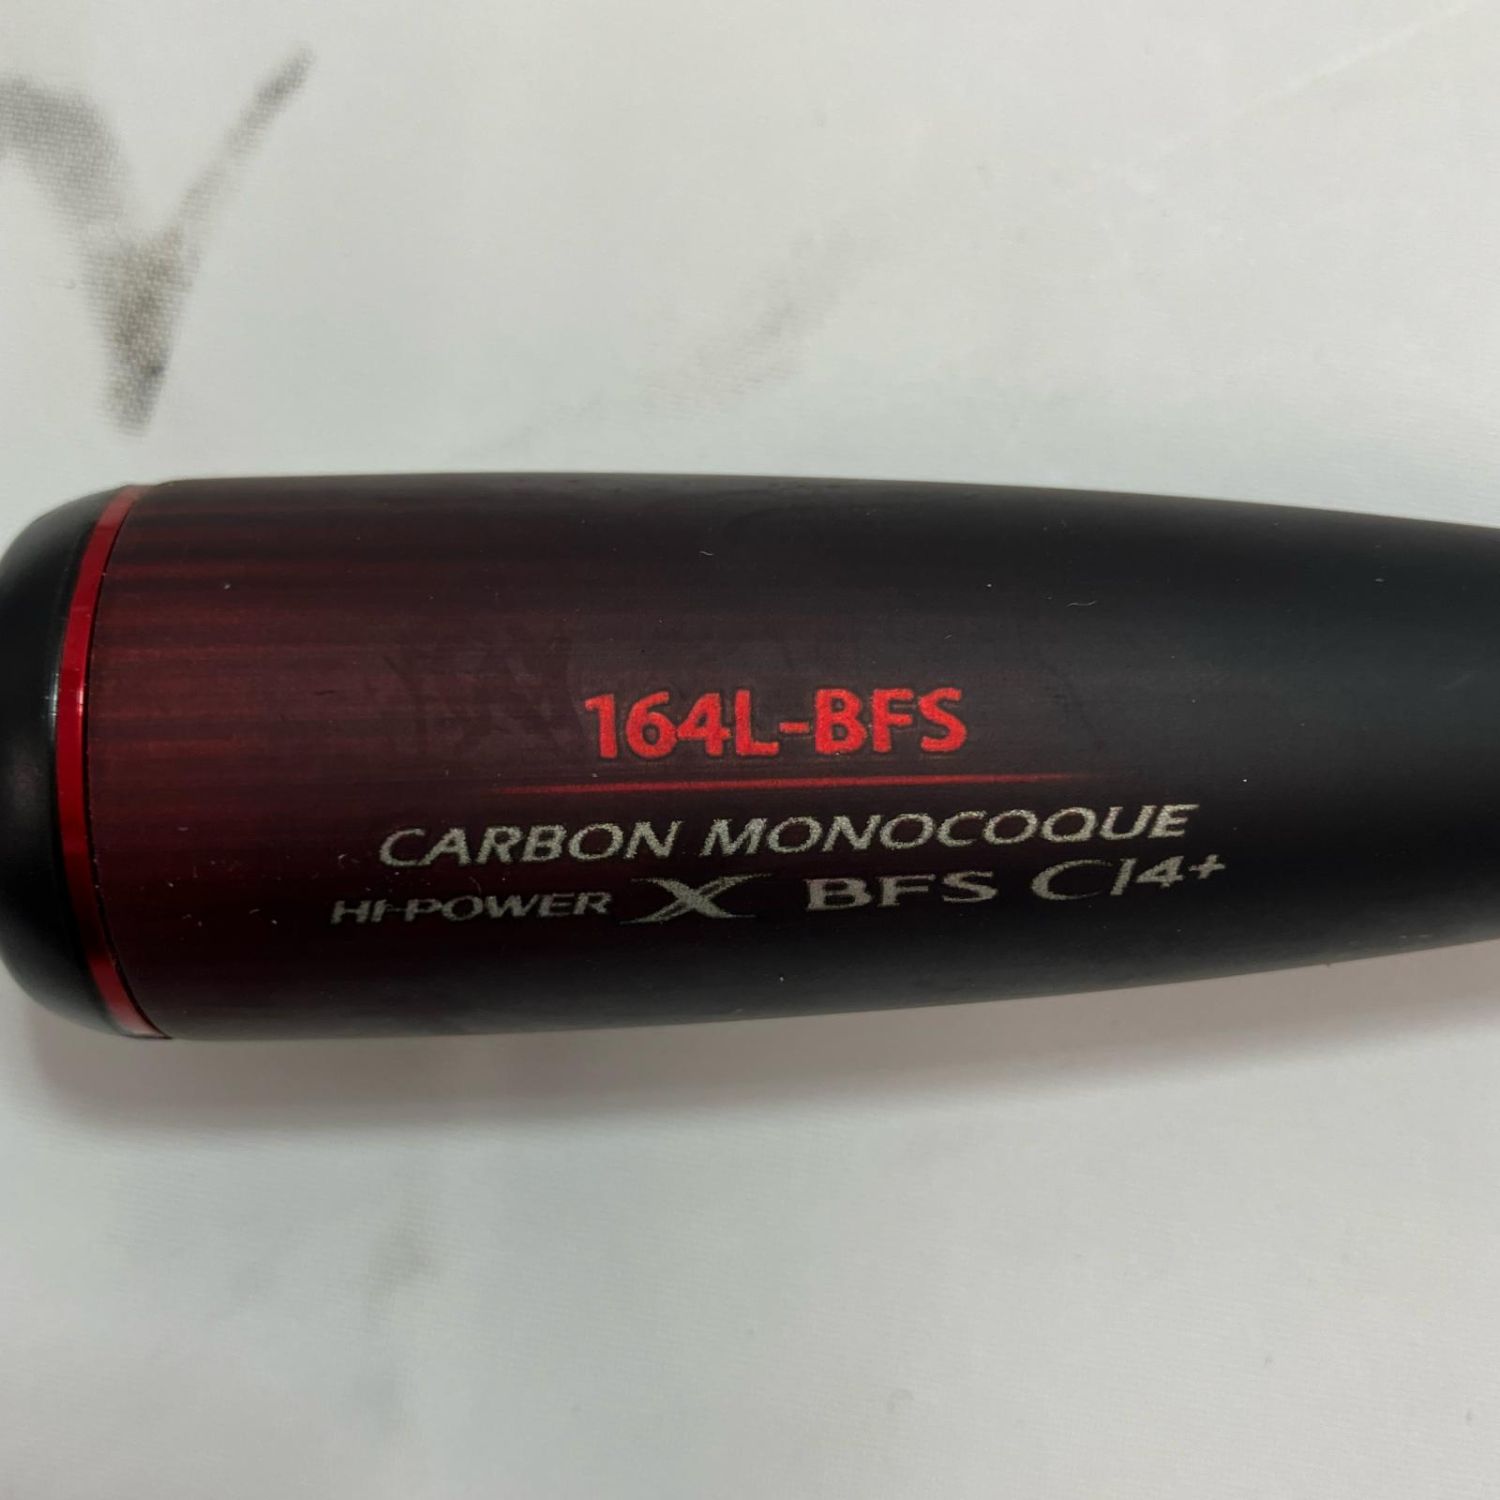 164L-BFS
CARBON MONOCOQUE
HI-POWER X BFS CI4+